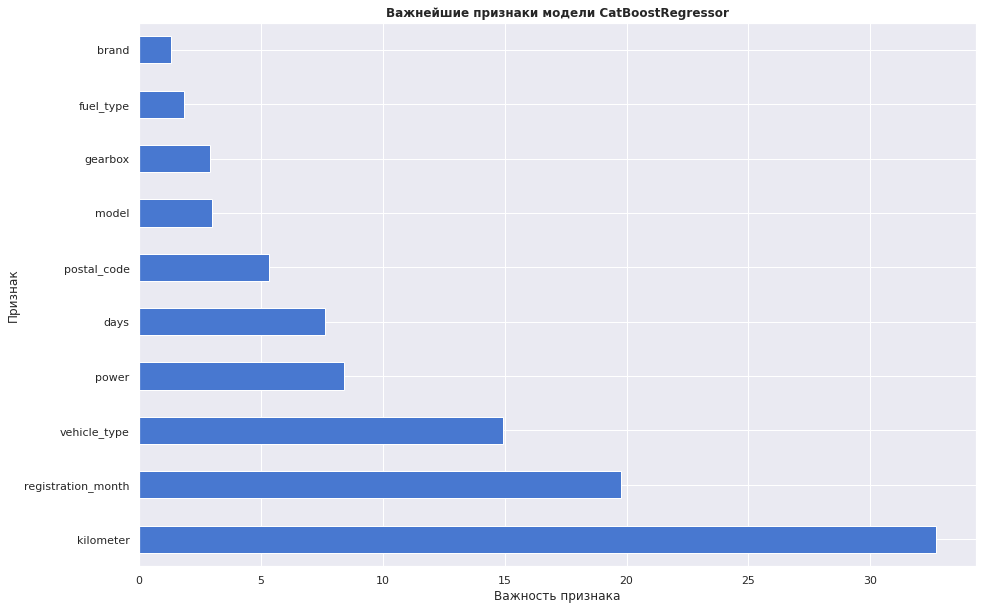 Важнейшие признаки модели CatBoostRegressor
brand
fuel_type
gearbox
model
postal_code
days
power
vehicle_type
registration_month
kilometer
Признак
0 5 10 15 20 25 30
Важность признака